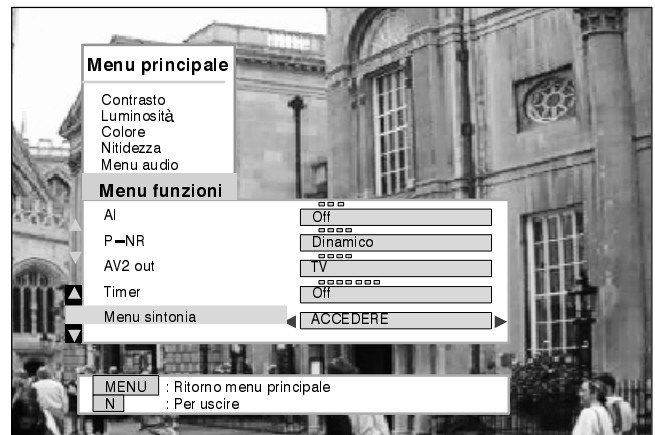 Menu principale
Contrasto
Luminosità
Colore
Nitidezza
Menu audio
Menu funzioni
AI Off
P–NR Dinamico
AV2 out TV
Timer Off
Menu sintonia ACCEDERE
MENU : Ritorno menu principale
N : Per uscire